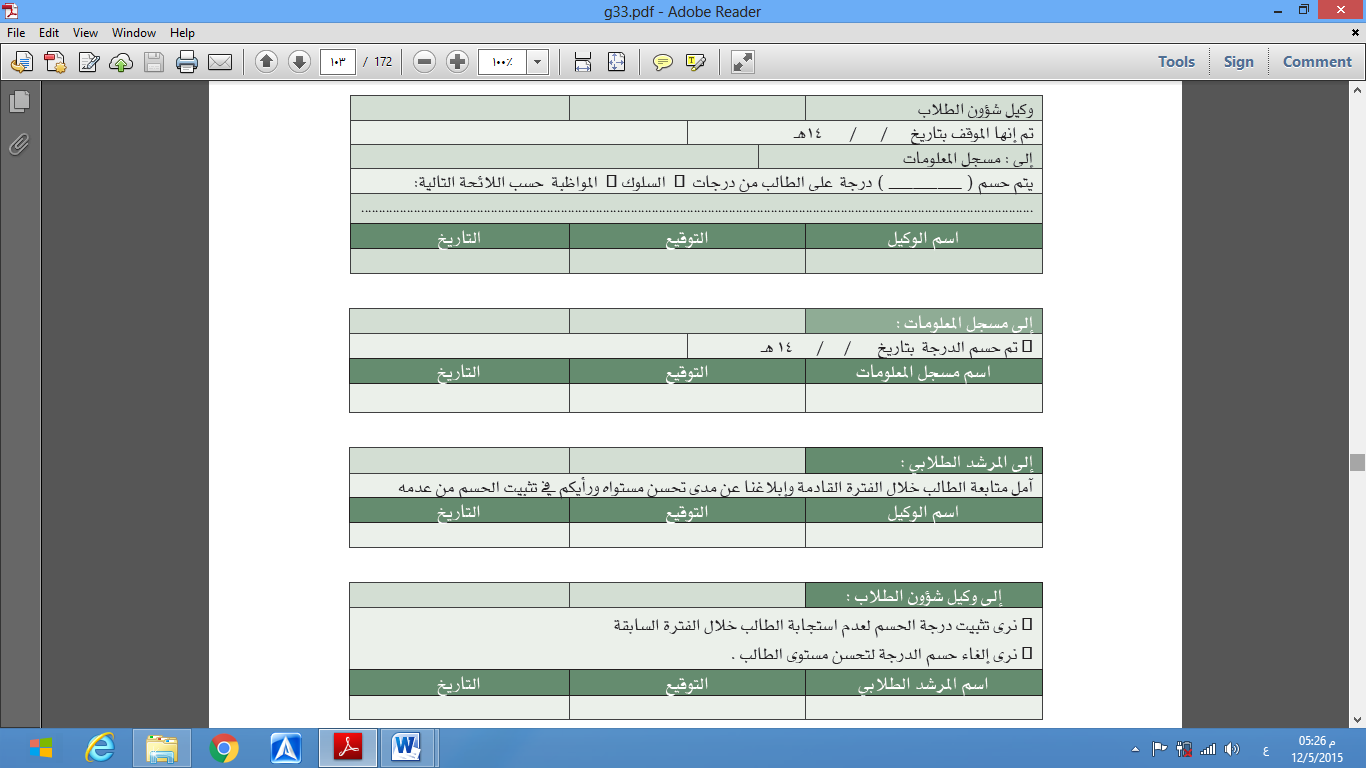 g33.pdf - Adobe Reader
File Edit View Window Help
١٠٣ / 172 ١٠٠٪ Tools Sign Comment
وكيل شؤون الطلاب
تم إنها الموقف بتاريخ / / ١٤هـ
إلى : مسجل المعلومات
يتم حسم ( ________ ) درجة على الطالب من درجات السلوك المواظبة حسب اللائحة التالية:
اسم الوكيل التوقيع التاريخ
إلى مسجل المعلومات :
تم حسم الدرجة بتاريخ / / ١٤ هـ
اسم مسجل المعلومات التوقيع التاريخ
إلى المرشد الطلابي :
آمل متابعة الطالب خلال الفترة القادمة وإبلاغنا عن مدى تحسن مستواه ورأيكم في تثبيت الحسم من عدمه
اسم الوكيل التوقيع التاريخ
إلى وكيل شؤون الطلاب :
نرى تثبيت درجة الحسم لعدم استجابة الطالب خلال الفترة السابقة
نرى إلغاء حسم الدرجة لتحسن مستوى الطالب .
اسم المرشد الطلابي التوقيع التاريخ
ع
05:26 م
12/5/2015